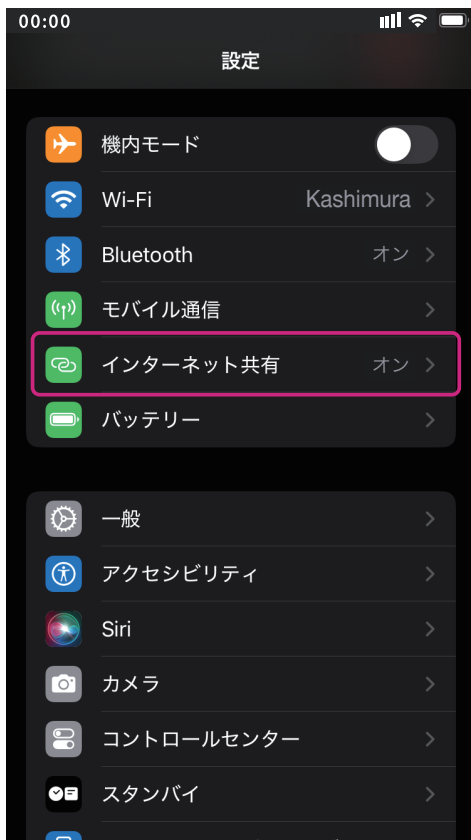 00:00
設定
機内モード
Wi-Fi Kashimura
Bluetooth オン
モバイル通信
インターネット共有 オン
バッテリー
一般
アクセシビリティ
Siri
カメラ
コントロールセンター
スタンバイ